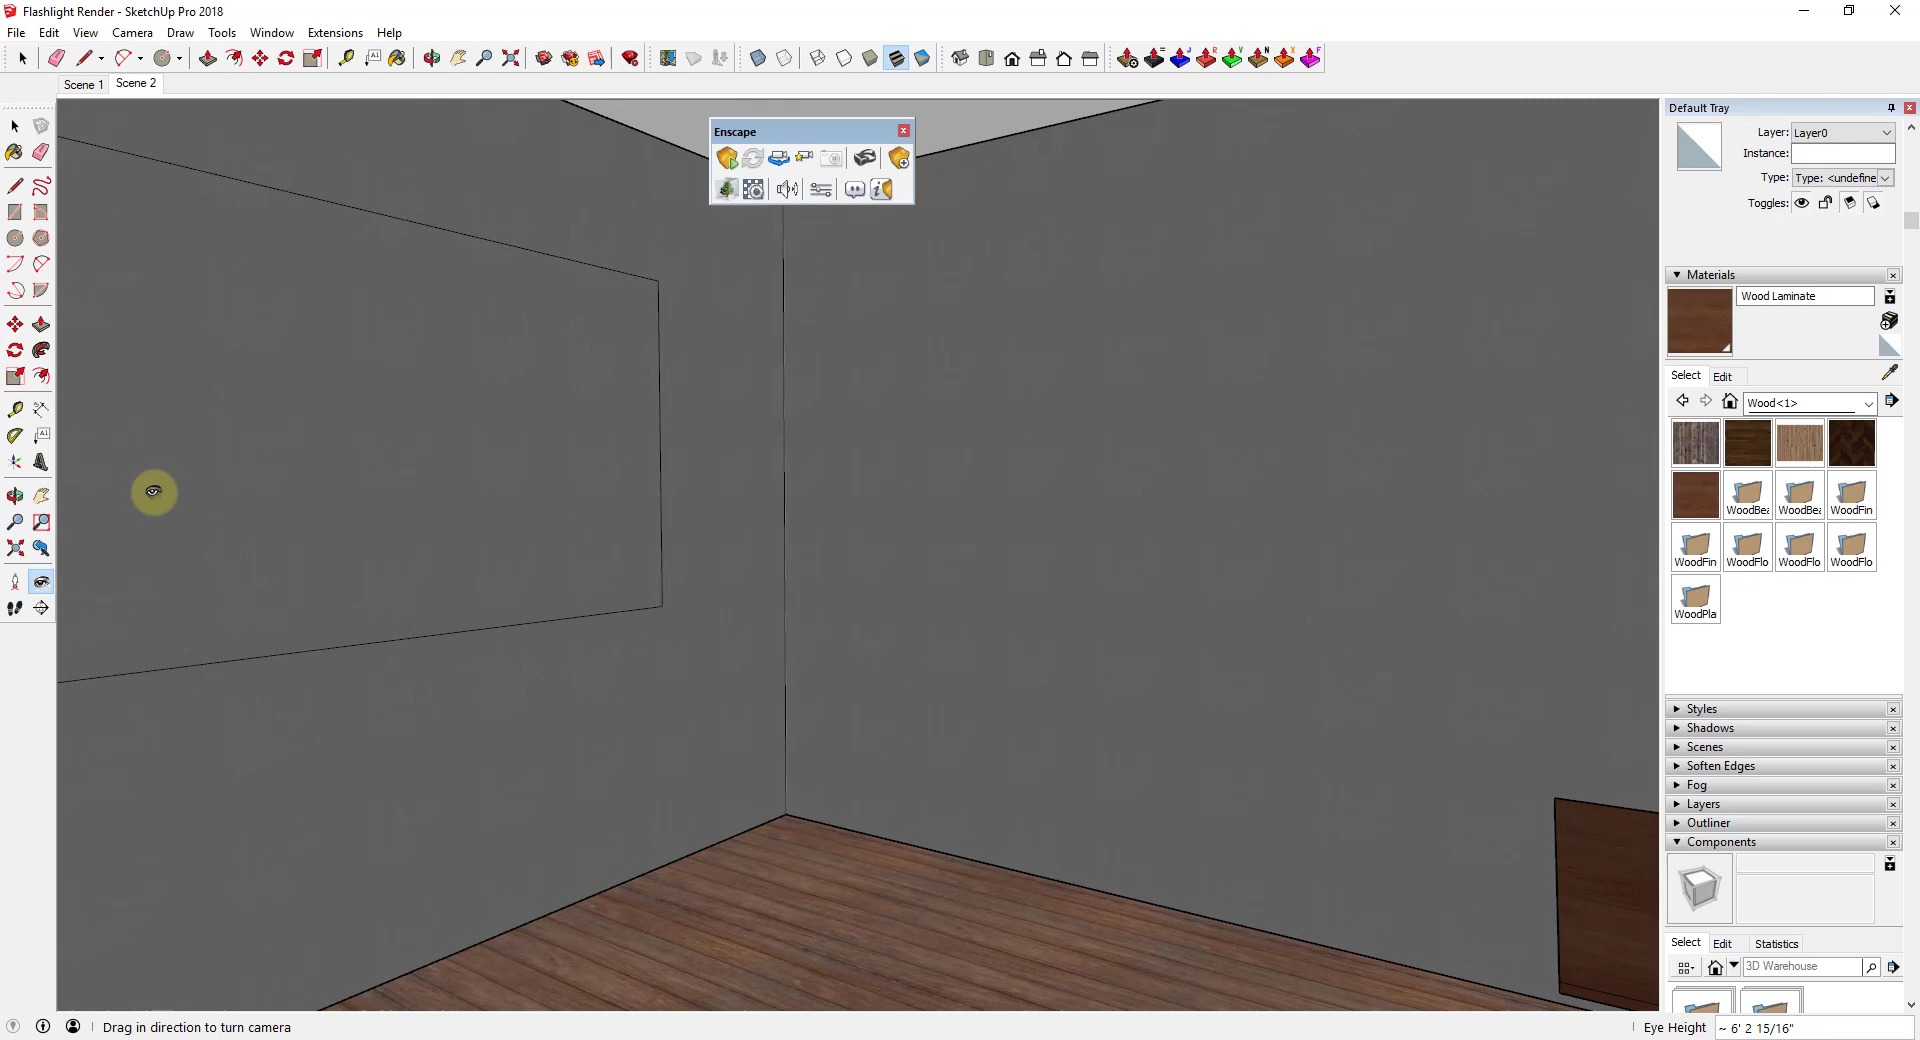 Flashlight Render - SketchUp Pro 2018
File Edit View Camera Draw Tools Window Extensions Help
Scene 1 Scene 2
Enscape
Default Tray
Layer: Layer0
Instance:
Type: Type: <undefine
Toggles:
Materials
Wood Laminate
Select Edit
Wood<1>
WoodBea WoodBea WoodFin
WoodFin WoodFlo WoodFlo WoodFlo
WoodPla
Styles
Shadows
Scenes
Soften Edges
Fog
Layers
Outliner
Components
Select Edit Statistics
3D Warehouse
Drag in direction to turn camera
Eye Height ~ 6' 2 15/16"